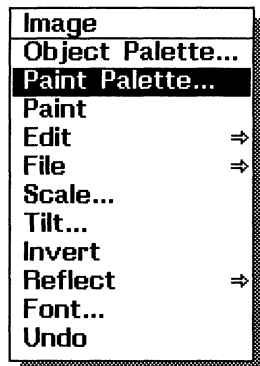 Image
Object Palette...
Paint Palette...
Paint
Edit ⇒
File ⇒
Scale...
Tilt...
Invert
Reflect ⇒
Font...
Undo